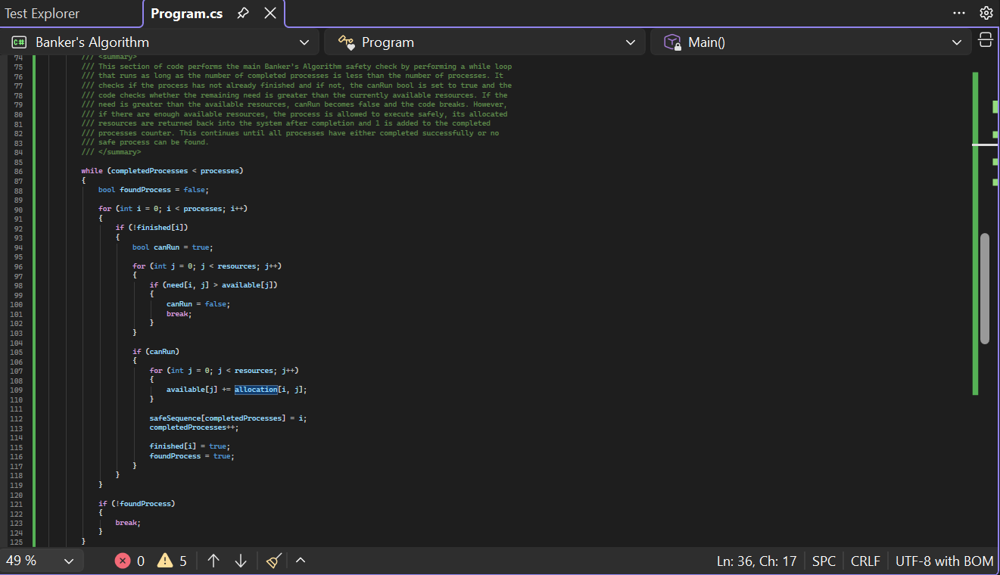 Test Explorer
Program.cs
C#
Banker's Algorithm
Program
Main()
74 /// <summary>
75 /// This section of code performs the main Banker's Algorithm safety check by performing a while loop
76 /// that runs as long as the number of completed processes is less than the number of processes. It
77 /// checks if the process has not already finished and if not, the canRun bool is set to true and the
78 /// code checks whether the remaining need is greater than the currently available resources. If the
79 /// need is greater than the available resources, canRun becomes false and the code breaks. However,
80 /// if there are enough available resources, the process is allowed to execute safely, its allocated
81 /// resources are returned back into the system after completion and 1 is added to the completed
82 /// processes counter. This continues until all processes have either completed successfully or no
83 /// safe process can be found.
84 /// </summary>
85
86 while (completedProcesses < processes)
87 {
88 bool foundProcess = false;
89
90 for (int i = 0; i < processes; i++)
91 {
92 if (!finished[i])
93 {
94 bool canRun = true;
95
96 for (int j = 0; j < resources; j++)
97 {
98 if (need[i, j] > available[j])
99 {
100 canRun = false;
101 break;
102 }
103 }
104
105 if (canRun)
106 {
107 for (int j = 0; j < resources; j++)
108 {
109 available[j] += allocation[i, j];
110 }
111
112 safeSequence[completedProcesses] = i;
113 completedProcesses++;
114
115 finished[i] = true;
116 foundProcess = true;
117 }
118 }
119 }
120
121 if (!foundProcess)
122 {
123 break;
124 }
125 }
49 %
0
5
Ln: 36, Ch: 17
SPC
CRLF
UTF-8 with BOM